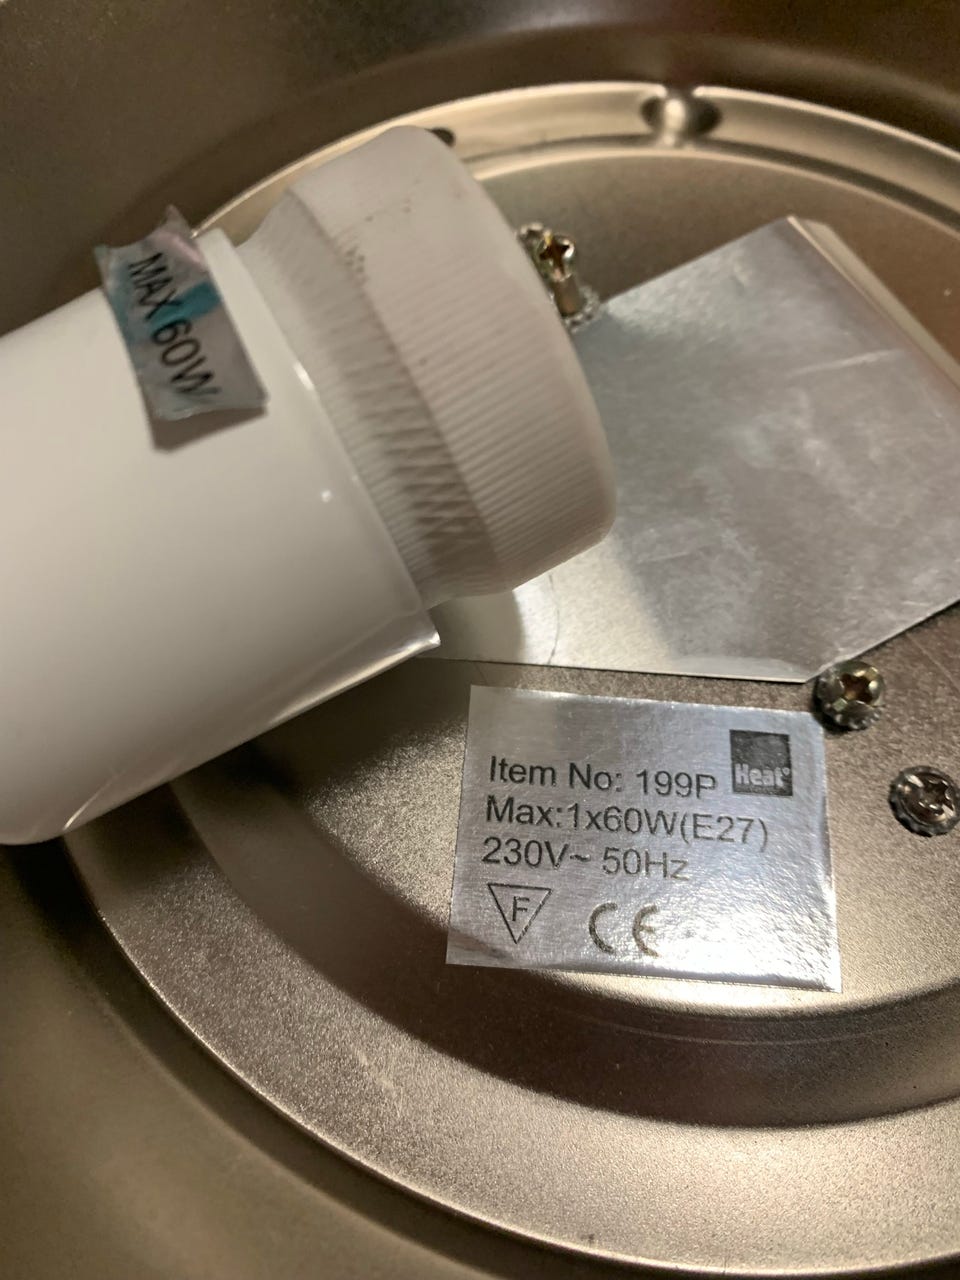 MAX 60W
Item No: 199P
Heat®
Max:1x60W(E27)
230V~ 50Hz
F
CE